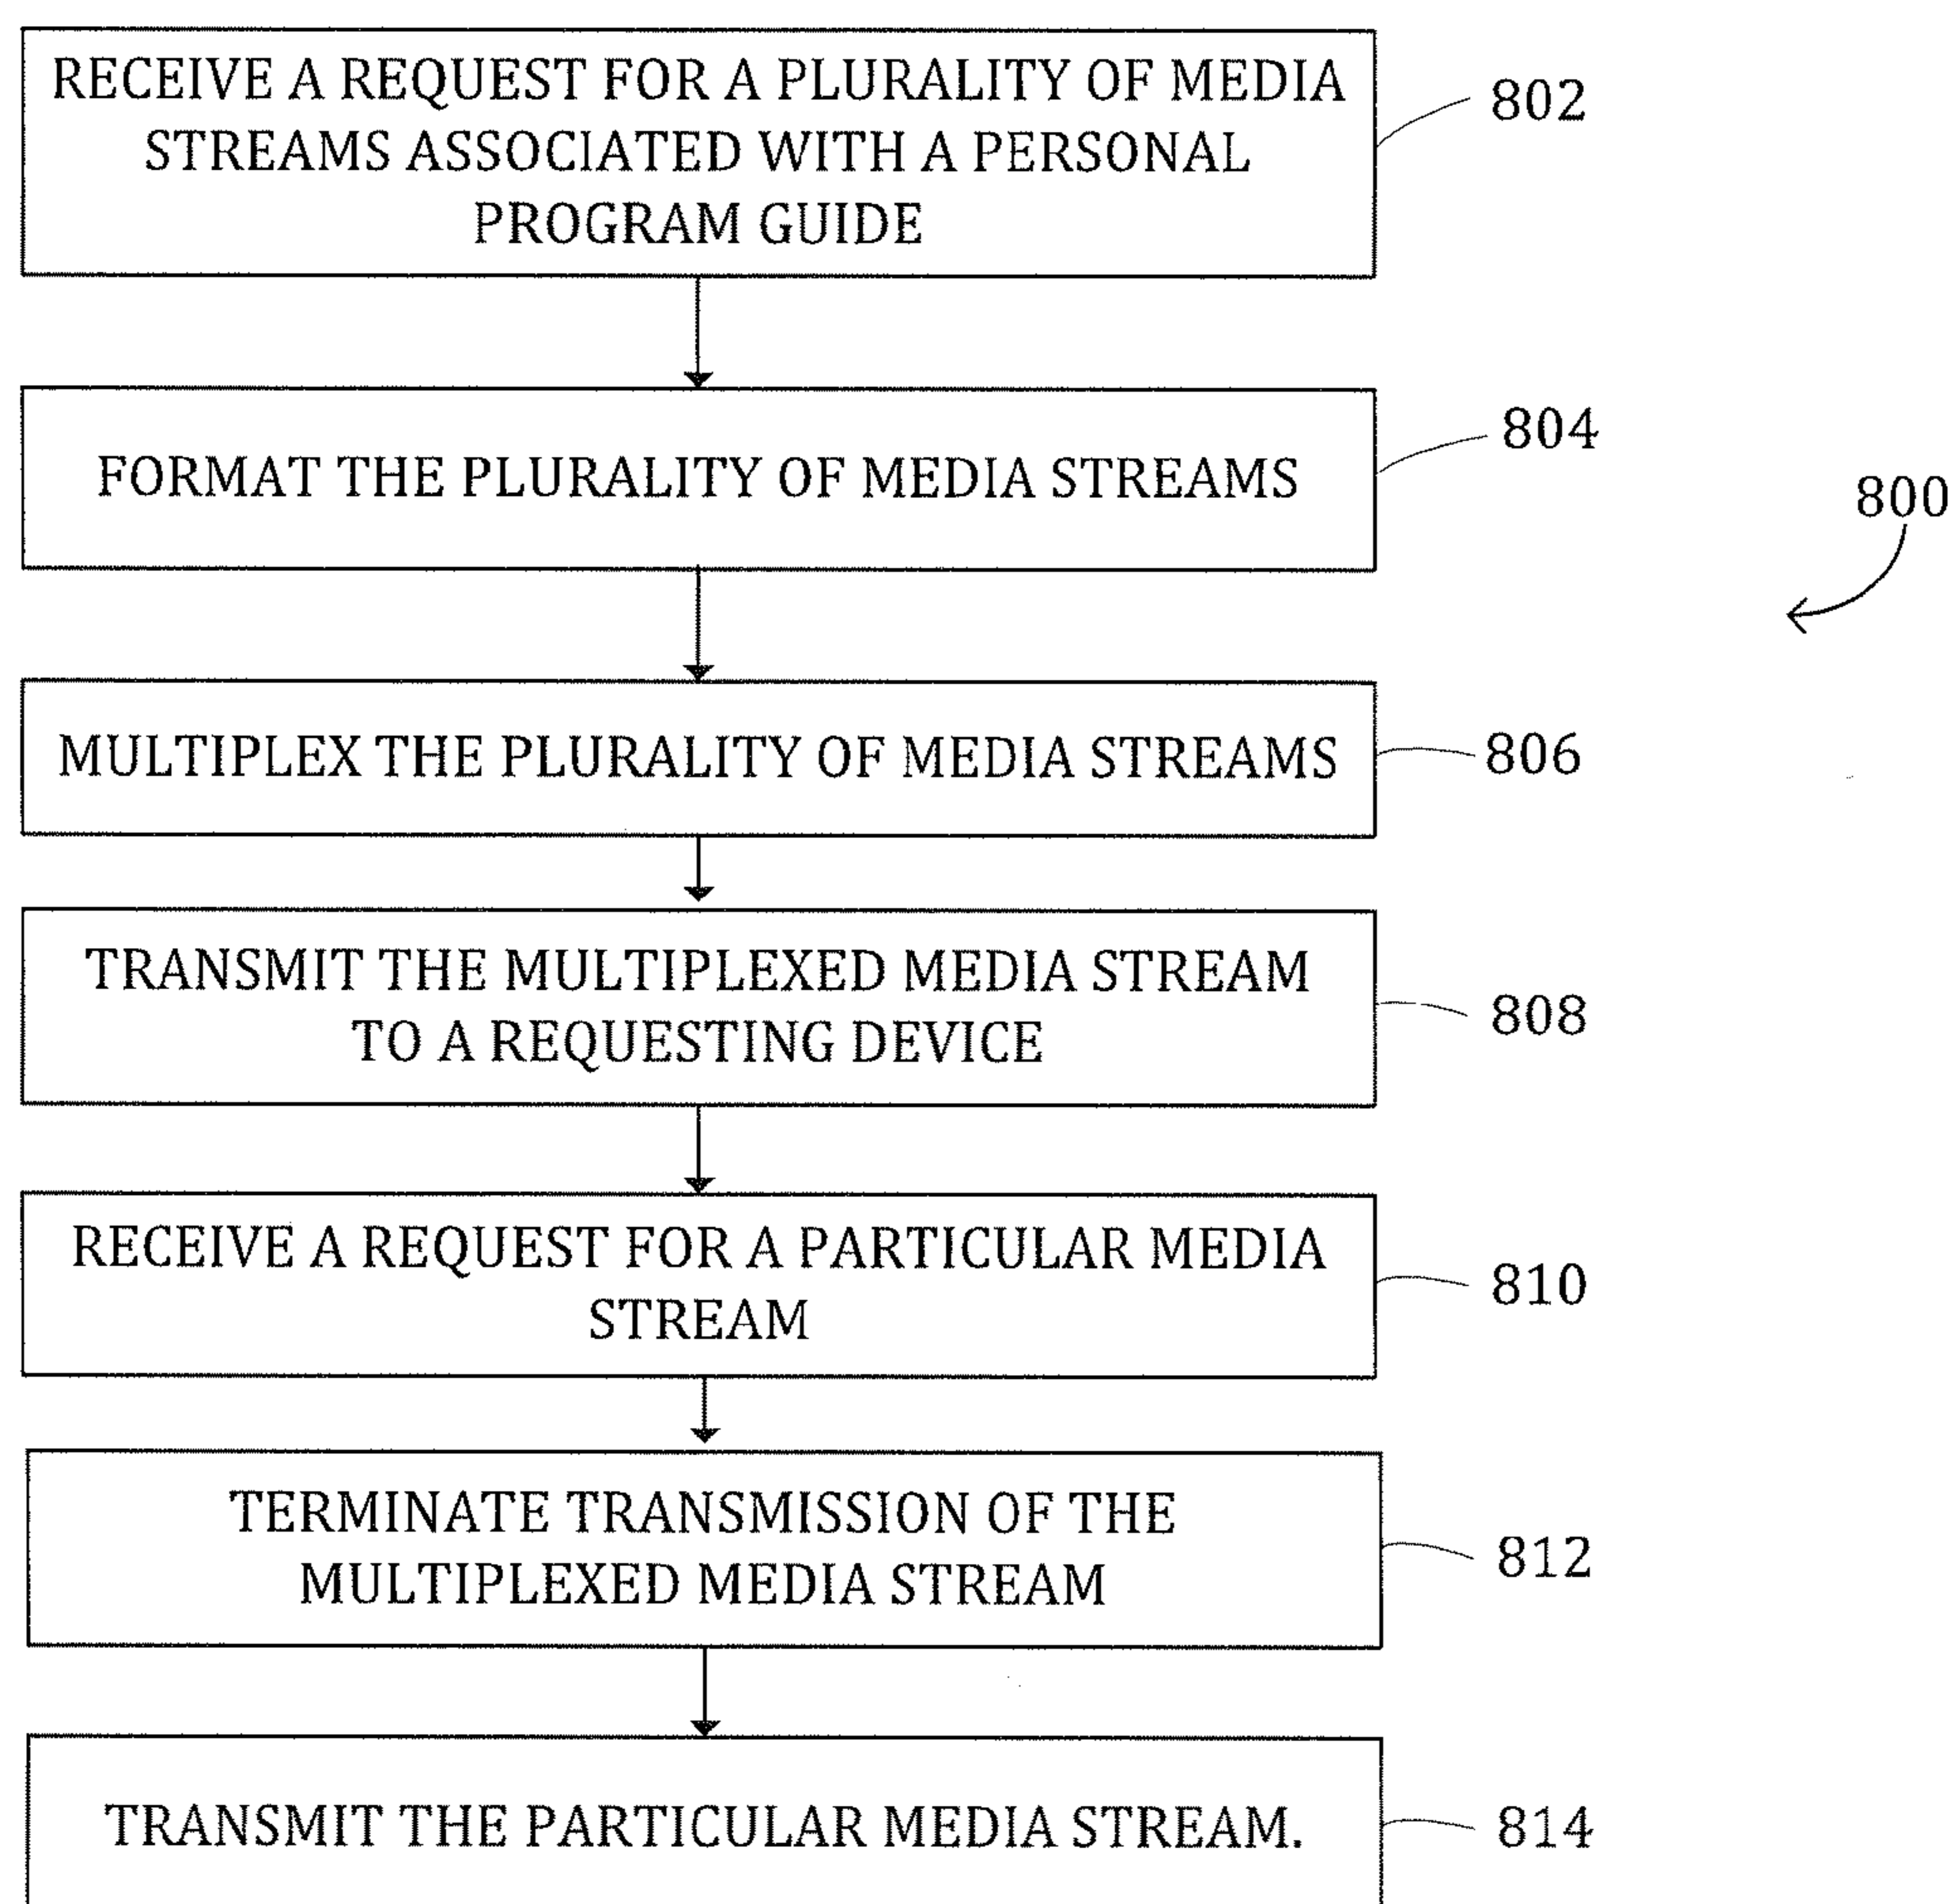 RECEIVE A REQUEST FOR A PLURALITY OF MEDIA
STREAMS ASSOCIATED WITH A PERSONAL
PROGRAM GUIDE
802
FORMAT THE PLURALITY OF MEDIA STREAMS
804
800
MULTIPLEX THE PLURALITY OF MEDIA STREAMS
806
TRANSMIT THE MULTIPLEXED MEDIA STREAM
TO A REQUESTING DEVICE
808
RECEIVE A REQUEST FOR A PARTICULAR MEDIA
STREAM
810
TERMINATE TRANSMISSION OF THE
MULTIPLEXED MEDIA STREAM
812
TRANSMIT THE PARTICULAR MEDIA STREAM.
814